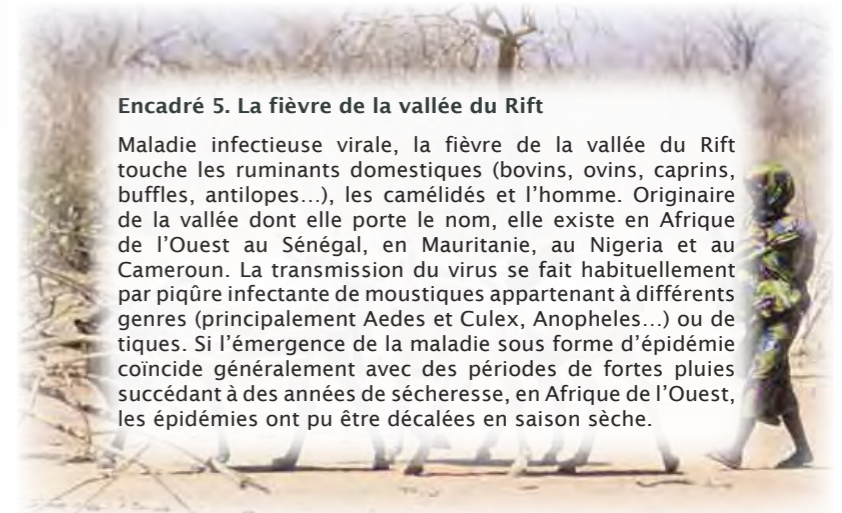 Encadré 5. La fièvre de la vallée du Rift
Maladie infectieuse virale, la fièvre de la vallée du Rift
touche les ruminants domestiques (bovins, ovins, caprins,
buffles, antilopes…), les camélidés et l’homme. Originaire
de la vallée dont elle porte le nom, elle existe en Afrique
de l’Ouest au Sénégal, en Mauritanie, au Nigeria et au
Cameroun. La transmission du virus se fait habituellement
par piqûre infectante de moustiques appartenant à différents
genres (principalement Aedes et Culex, Anopheles…) ou de
tiques. Si l’émergence de la maladie sous forme d’épidémie
coïncide généralement avec des périodes de fortes pluies
succédant à des années de sécheresse, en Afrique de l’Ouest,
les épidémies ont pu être décalées en saison sèche.